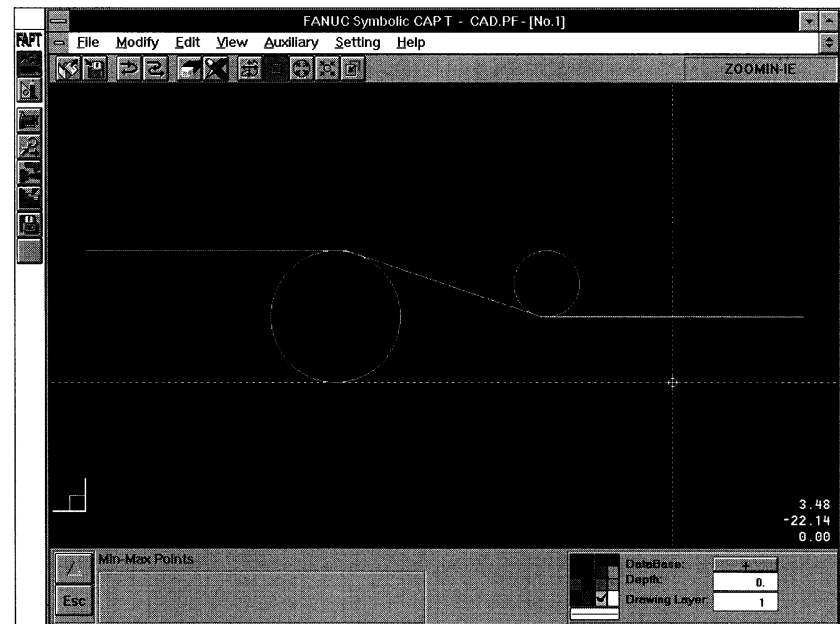 FANUC Symbolic CAP T - CAD.PF - [No.1]
FAPT
File Modify Edit View Auxiliary Setting Help
ZOOMIN-IE
3.48
-22.14
0.00
Min-Max Points
Esc
DataBase: +
Depth: 0.
Drawing Layer: 1